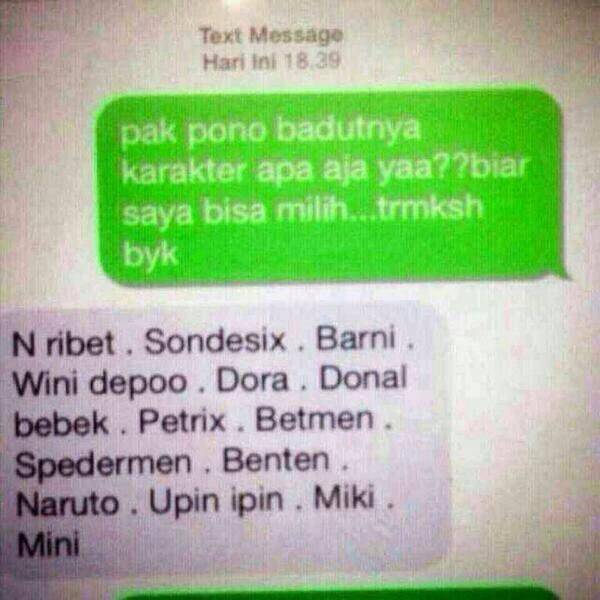 Text Message
Hari Ini 18.39
pak pono badutnya
karakter apa aja yaa??biar
saya bisa milih...trmksh
byk
N ribet . Sondesix . Barni .
Wini depoo . Dora . Donal
bebek . Petrix . Betmen .
Spedermen . Benten .
Naruto . Upin ipin . Miki .
Mini